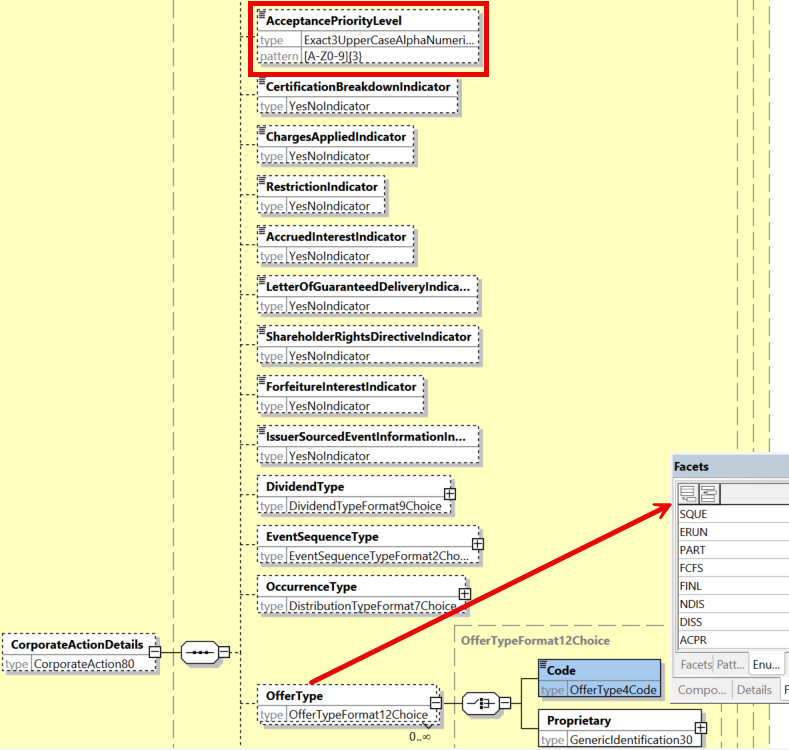 AcceptancePriorityLevel
type Exact3UpperCaseAlphaNumeri...
pattern [A-Z0-9]{3}
CertificationBreakdownIndicator
type YesNoIndicator
ChargesAppliedIndicator
type YesNoIndicator
RestrictionIndicator
type YesNoIndicator
AccruedInterestIndicator
type YesNoIndicator
LetterOfGuaranteedDeliveryIndica...
type YesNoIndicator
ShareholderRightsDirectiveIndicator
type YesNoIndicator
ForfeitureInterestIndicator
type YesNoIndicator
IssuerSourcedEventInformationIn...
type YesNoIndicator
DividendType
type DividendTypeFormat9Choice
EventSequenceType
type EventSequenceTypeFormat2Cho...
OccurrenceType
type DistributionTypeFormat7Choice
CorporateActionDetails
type CorporateAction80
OfferType
type OfferTypeFormat12Choice
0..∞
OfferTypeFormat12Choice
Code
type OfferType4Code
Proprietary
type GenericIdentification30
Facets
SQUE
ERUN
PART
FCFS
FINL
NDIS
DISS
ACPR
Facets Patt... Enu...
Compo... Details F